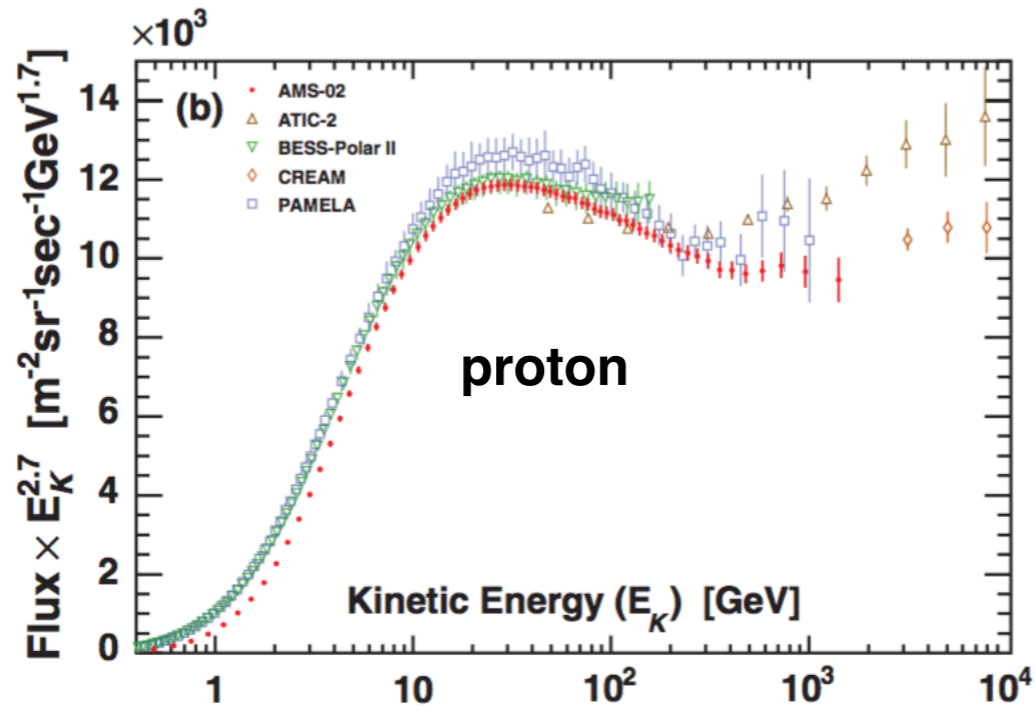 ×10³
Flux × E_K^2.7 [m⁻²sr⁻¹sec⁻¹GeV^1.7]
14
12
10
8
6
4
2
0
(b)
AMS-02
ATIC-2
BESS-Polar II
CREAM
PAMELA
proton
Kinetic Energy (E_K) [GeV]
1 10 10² 10³ 10⁴